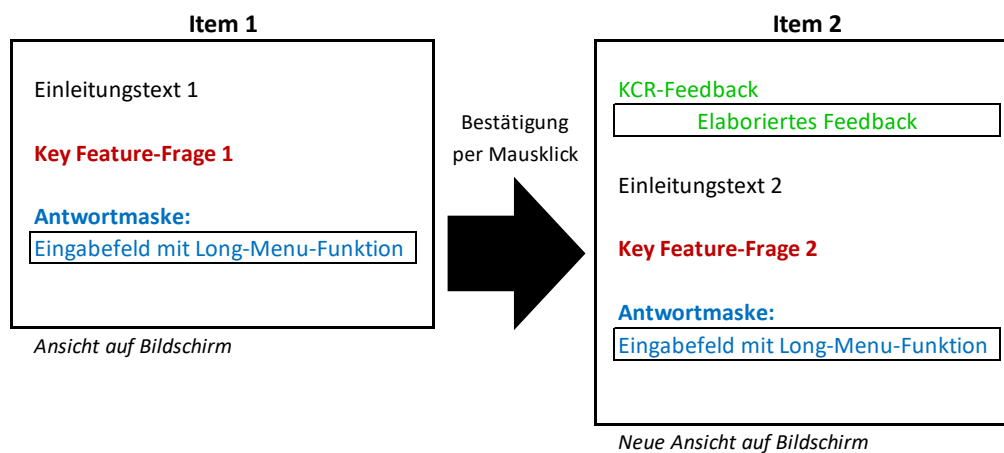 Item 1
Einleitungstext 1
Key Feature-Frage 1
Antwortmaske:
Eingabefeld mit Long-Menu-Funktion
Ansicht auf Bildschirm
Bestätigung
per Mausklick
Item 2
KCR-Feedback
Elaboriertes Feedback
Einleitungstext 2
Key Feature-Frage 2
Antwortmaske:
Eingabefeld mit Long-Menu-Funktion
Neue Ansicht auf Bildschirm